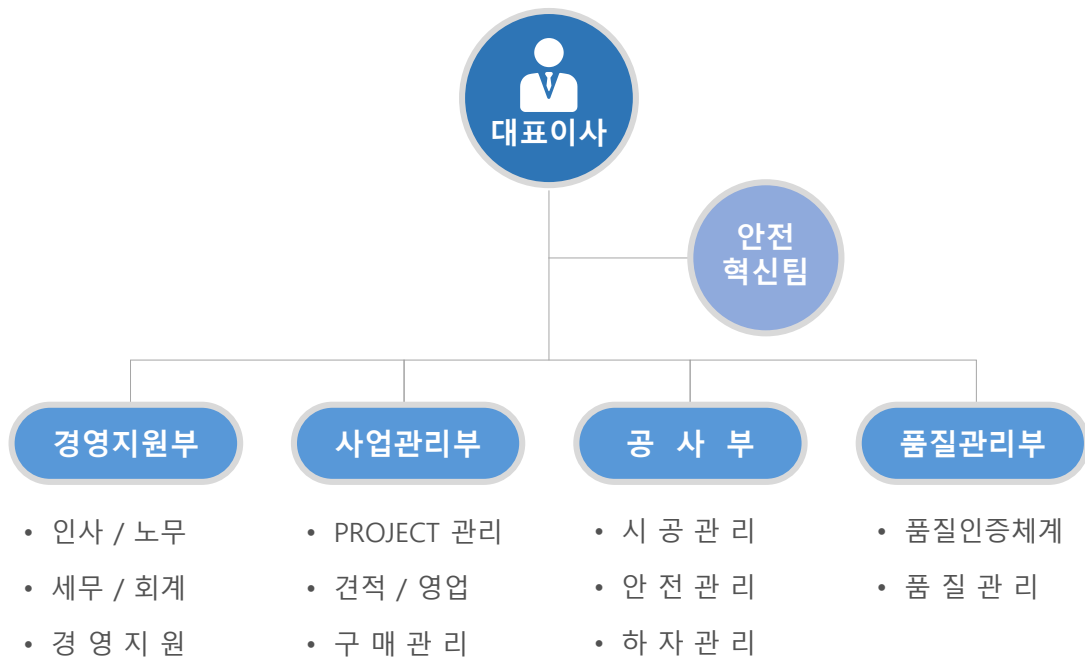 대표이사
안전
혁신팀
경영지원부
사업관리부
공 사 부
품질관리부
• 인사 / 노무
• 세무 / 회계
• 경 영 지 원
• PROJECT 관리
• 견적 / 영업
• 구 매 관 리
• 시 공 관 리
• 안 전 관 리
• 하 자 관 리
• 품질인증체계
• 품 질 관 리